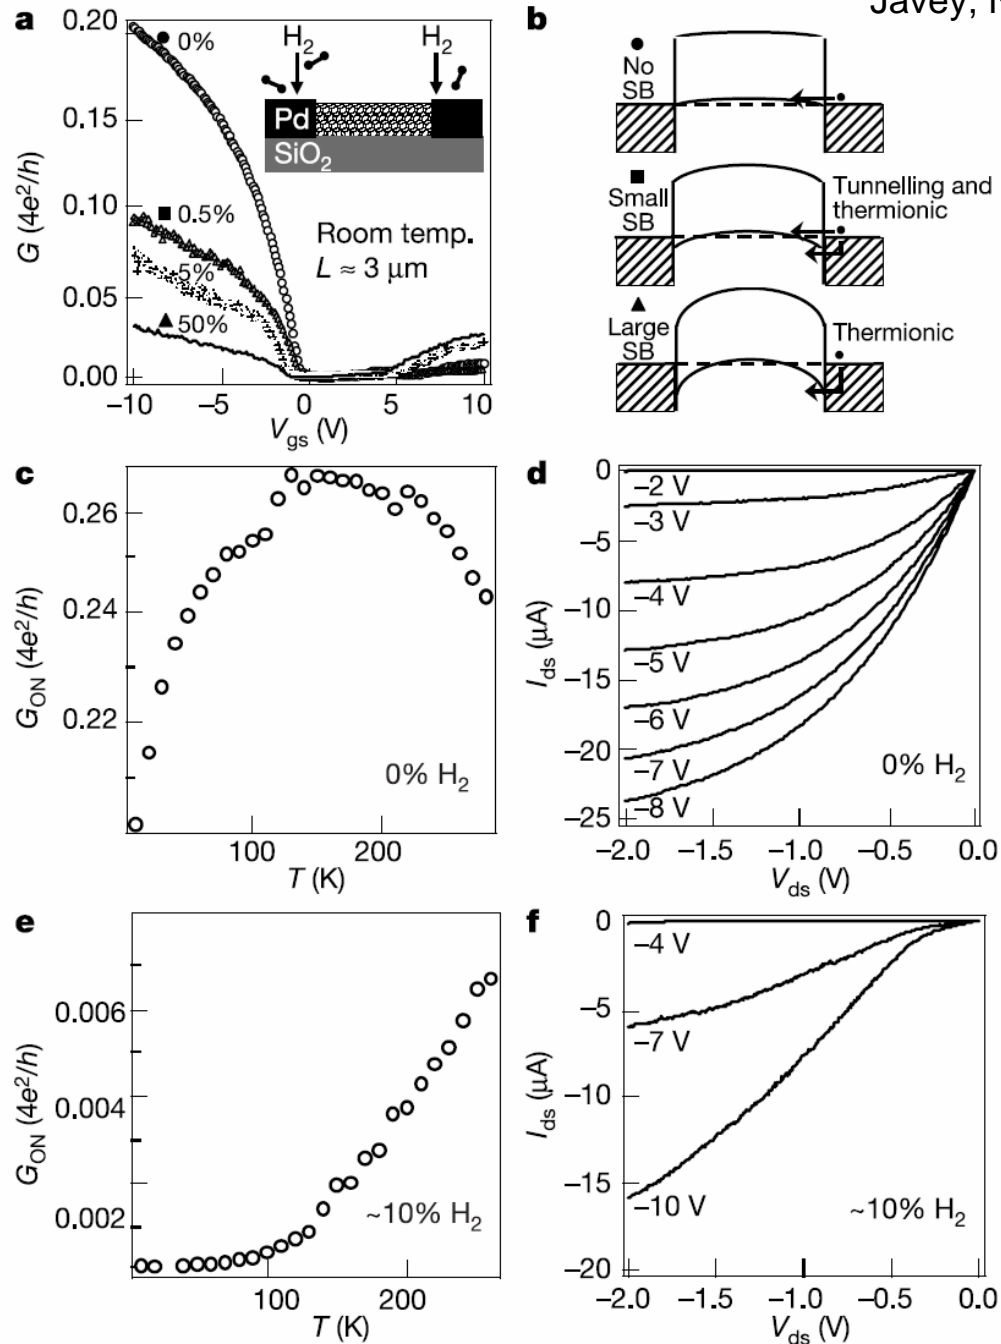 Javey,
a
0.20
0.15
0.10
0.05
0.00
G (4e²/h)
0%
0.5%
5%
50%
H₂
H₂
Pd
SiO₂
Room temp.
L ≈ 3 μm
−10
−5
0
5
10
Vgs (V)
b
No
SB
Small
SB
Tunnelling and
thermionic
Large
SB
Thermionic
c
0.26
0.24
0.22
GON (4e²/h)
0% H₂
100
200
T (K)
d
0
−5
−10
−15
−20
−25
Ids (μA)
−2 V
−3 V
−4 V
−5 V
−6 V
−7 V
−8 V
0% H₂
−2.0
−1.5
−1.0
−0.5
0.0
Vds (V)
e
0.006
0.004
0.002
GON (4e²/h)
~10% H₂
100
200
T (K)
f
0
−5
−10
−15
−20
Ids (μA)
−4 V
−7 V
−10 V
~10% H₂
−2.0
−1.5
−1.0
−0.5
0.0
Vds (V)